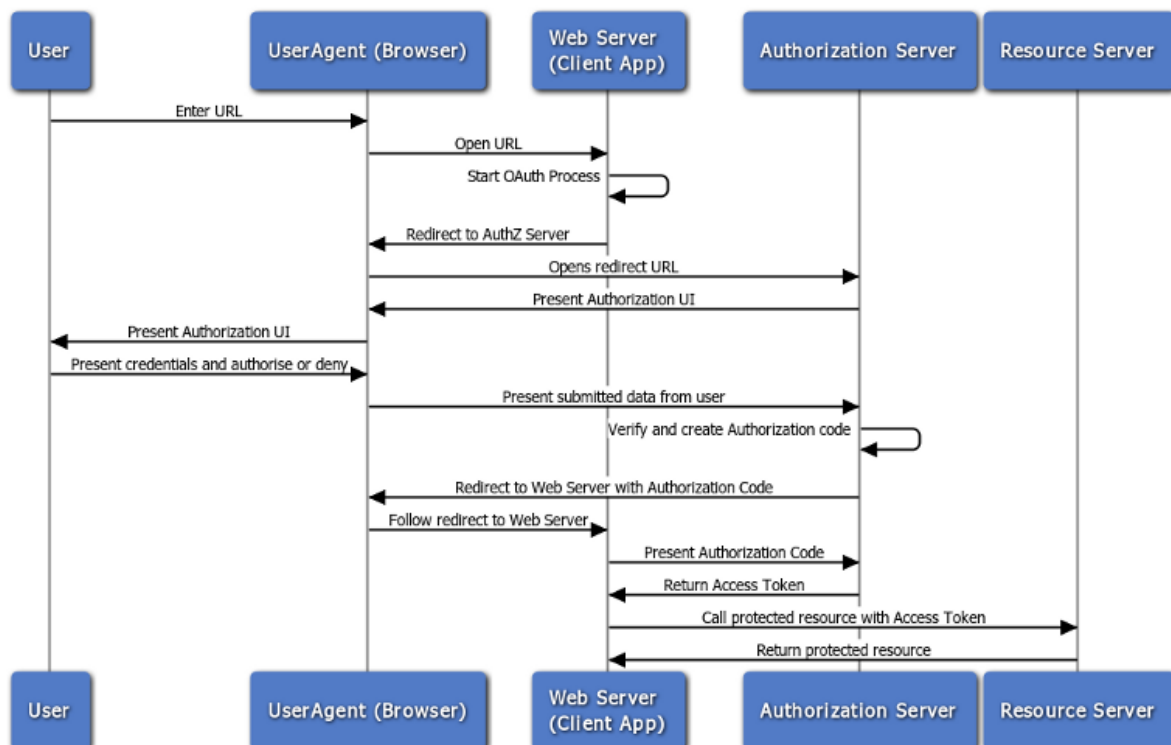 User
UserAgent (Browser)
Web Server
(Client App)
Authorization Server
Resource Server
Enter URL
Open URL
Start OAuth Process
Redirect to AuthZ Server
Opens redirect URL
Present Authorization UI
Present Authorization UI
Present credentials and authorise or deny
Present submitted data from user
Verify and create Authorization code
Redirect to Web Server with Authorization Code
Follow redirect to Web Server
Present Authorization Code
Return Access Token
Call protected resource with Access Token
Return protected resource
User
UserAgent (Browser)
Web Server
(Client App)
Authorization Server
Resource Server